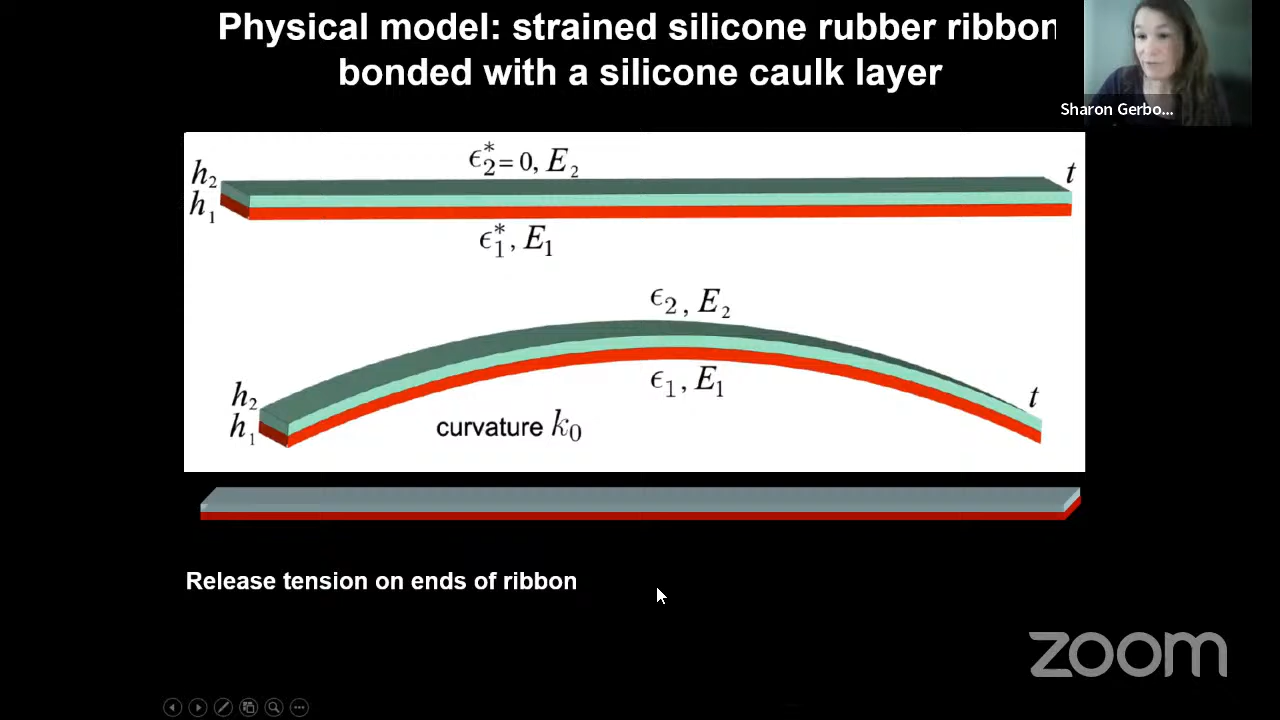 Physical model: strained silicone rubber ribbon
bonded with a silicone caulk layer
Sharon Gerbo...
ϵ₂* = 0, E₂
h₂
t
h₁
ϵ₁*, E₁
ϵ₂, E₂
ϵ₁, E₁
h₂
t
h₁
curvature k₀
Release tension on ends of ribbon
zoom